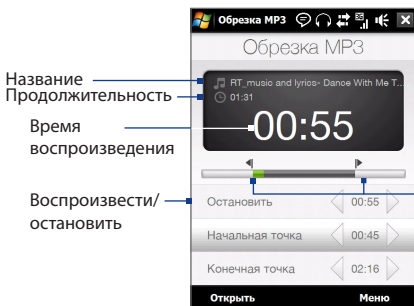 Обрезка MP3
Обрезка MP3
Название
RT_music and lyrics- Dance With Me T...
Продолжительность
01:31
Время
воспроизведения
00:55
Воспроизвести/
остановить
Остановить
00:55
Начальная точка
00:45
Конечная точка
02:16
Открыть
Меню